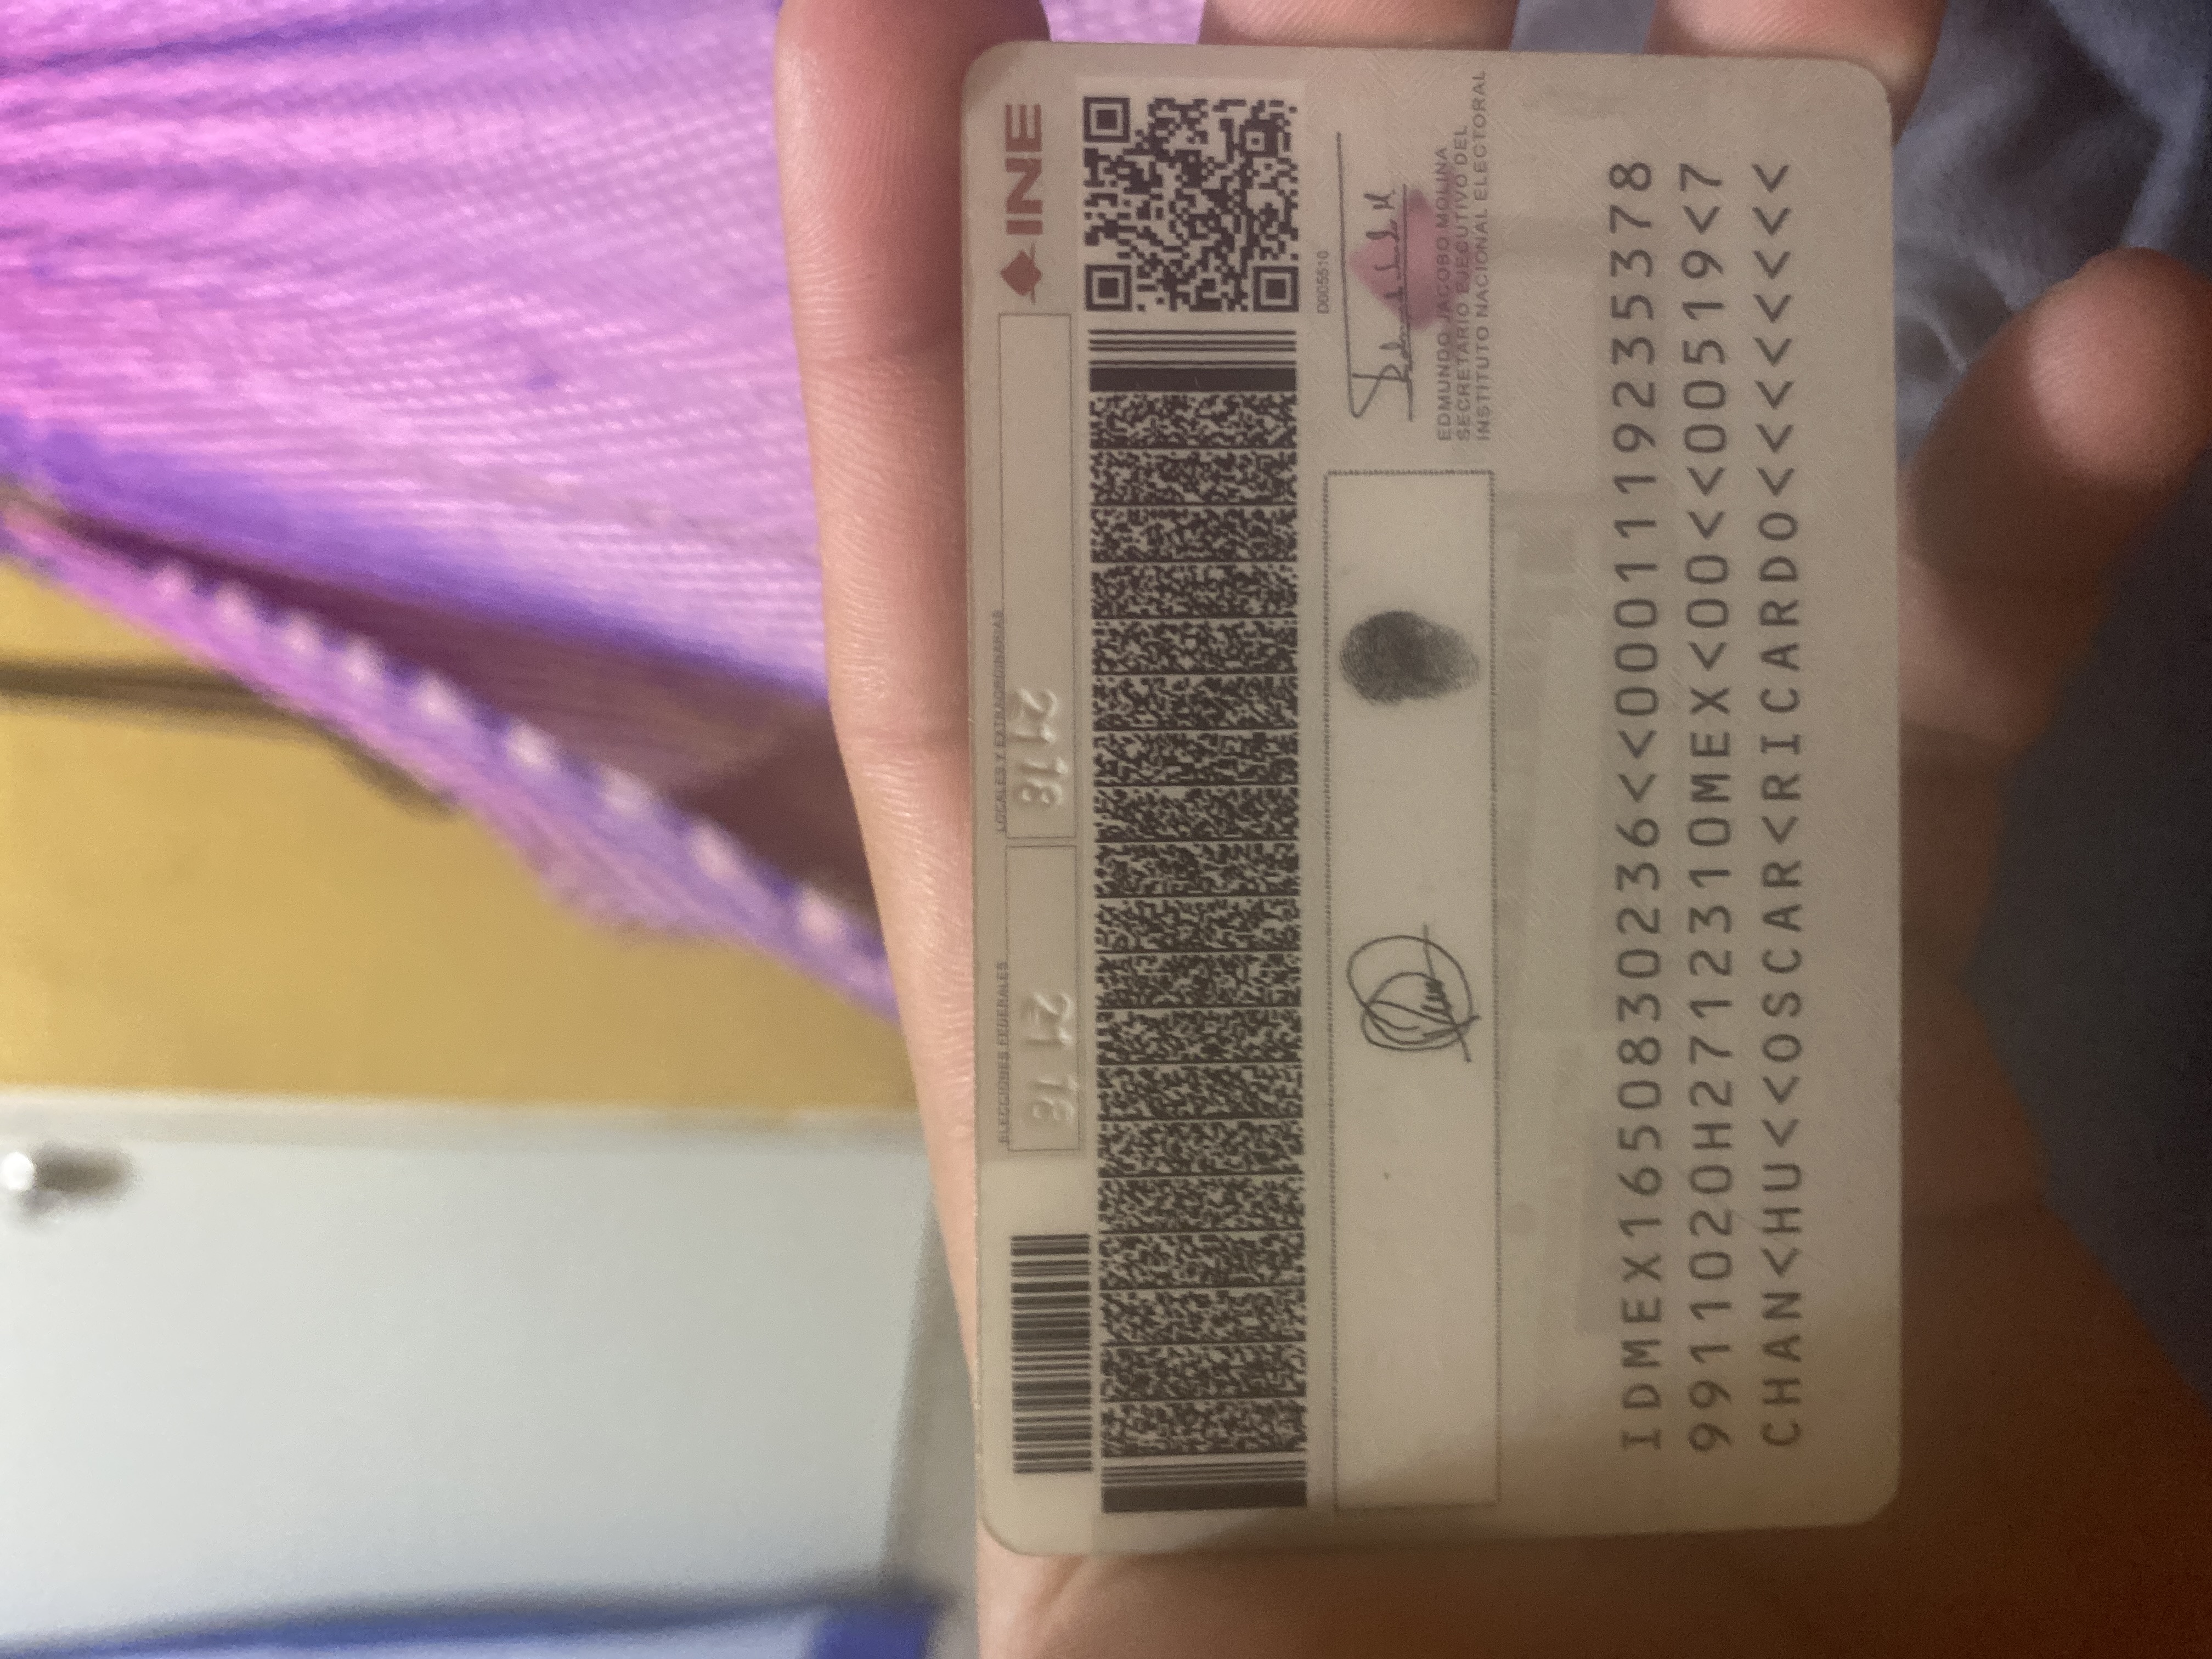 INE
ELECCIONES FEDERALES
LOCALES Y EXTRAORDINARIAS
21 18
21 18
D005510
EDMUNDO JACOBO MOLINA
SECRETARIO EJECUTIVO DEL
INSTITUTO NACIONAL ELECTORAL
IDMEX1650830236<<0001119235378
9911020H2712310MEX<00<<00519<7
CHAN<HU<<OSCAR<RICARDO<<<<<<<<